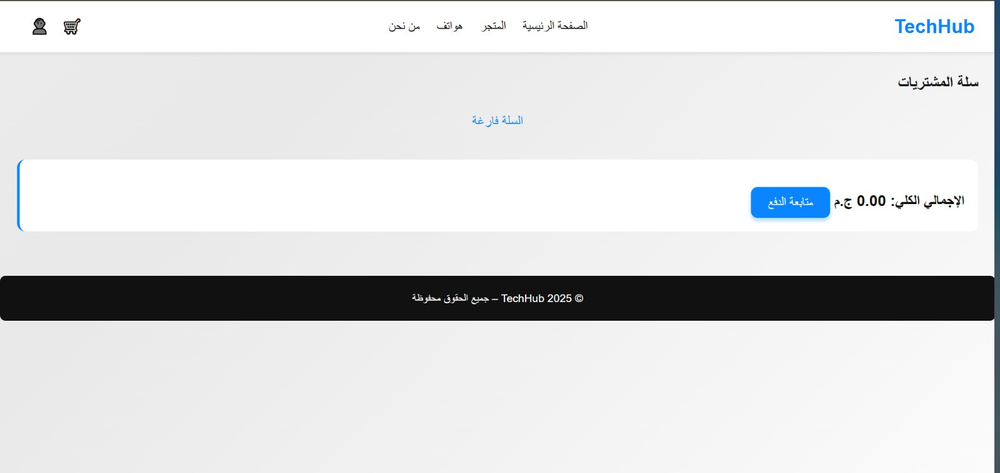 TechHub
الصفحة الرئيسية
المتجر
هواتف
من نحن
سلة المشتريات
السلة فارغة
الإجمالي الكلي: 0.00 ج.م
متابعة الدفع
© 2025 TechHub – جميع الحقوق محفوظة